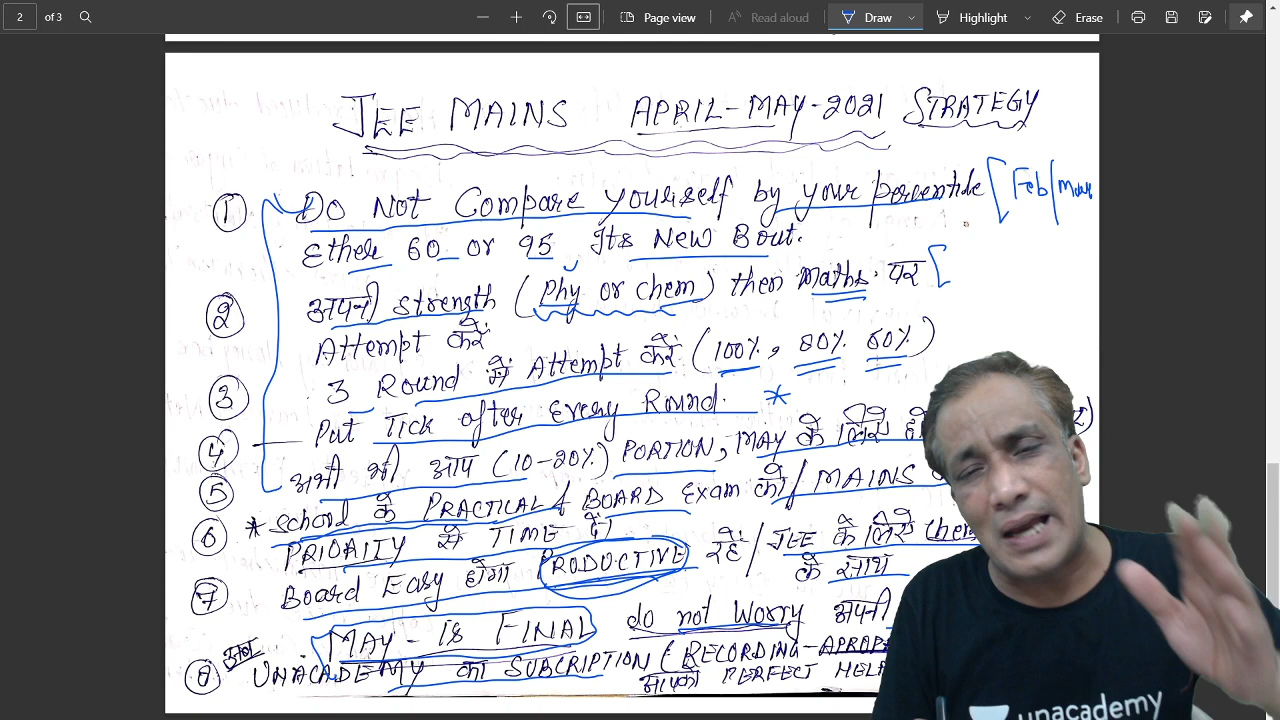 2 of 3 Page view Read aloud Draw Highlight Erase
JEE MAINS APRIL-MAY-2021 STRATEGY
① Do Not Compare yourself by your percentile [Feb/
Ether 60 or 95 Its New Bout.
② अपनी strength (Phy or chem) then maths पर [
Attempt करें
③ 3 Round में Attempt करें (100%, 80% 60%)
④ Put Tick after Every Round. *
⑤ अभी भी आप (10-20%) PORTION, MAY के लिये
⑥ * school के PRACTICAL & BOARD Exam को / MAINS
PRIORITY से TIME दें।
⑦ Board Easy होगा PRODUCTIVE रहें / JEE के लिये Chem
के साथ
MAY - is FINAL do not worry अपनी
⑧ UNACADEMY का SUBCRIPTION (RECORDING-
आपको PERFECT HELP
unacademy